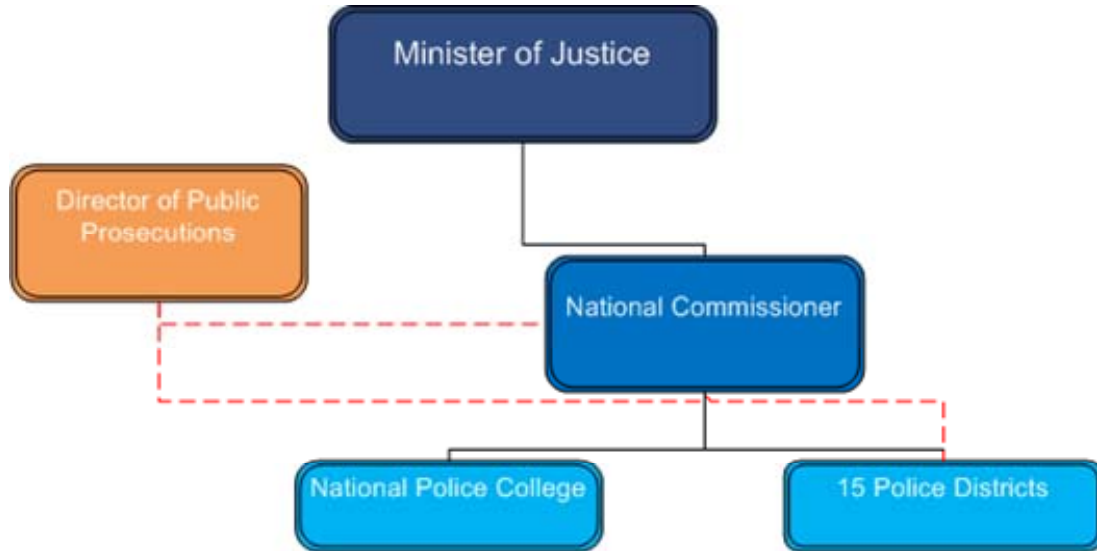 Minister of Justice
Director of Public
Prosecutions
National Commissioner
National Police College
15 Police Districts